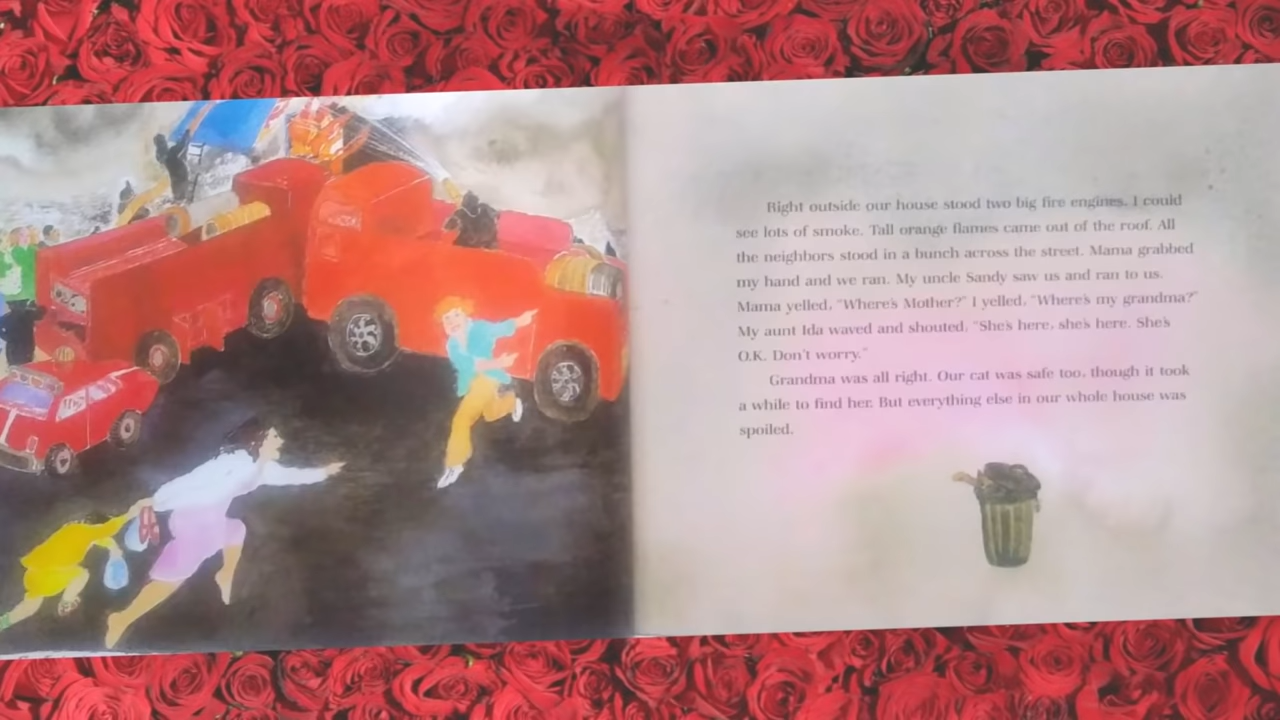 Right outside our house stood two big fire engines. I could
see lots of smoke. Tall orange flames came out of the roof. All
the neighbors stood in a bunch across the street. Mama grabbed
my hand and we ran. My uncle Sandy saw us and ran to us.
Mama yelled, "Where's Mother?" I yelled, "Where's my grandma?"
My aunt Ida waved and shouted, "She's here, she's here. She's
O.K. Don't worry."
Grandma was all right. Our cat was safe too, though it took
a while to find her. But everything else in our whole house was
spoiled.